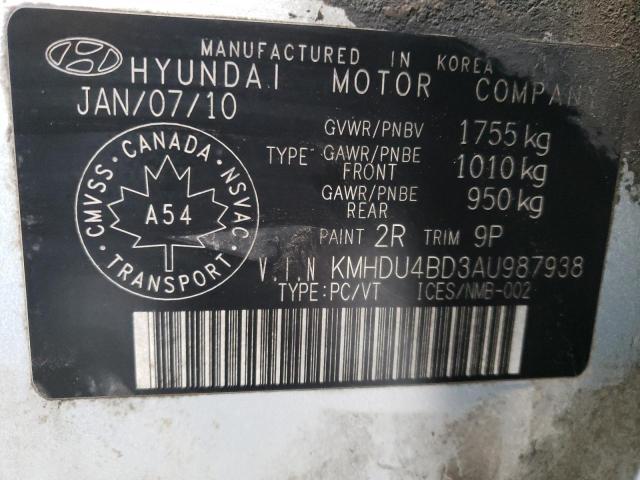 MANUFACTURED IN KOREA
HYUNDAI MOTOR COMPANY
JAN/07/10
GVWR/PNBV 1755 kg
TYPE GAWR/PNBE FRONT 1010 kg
GAWR/PNBE REAR 950 kg
CMVSS · CANADA · NSVAC · TRANSPORT
A54
PAINT 2R TRIM 9P
V.I.N KMHDU4BD3AU987938
TYPE:PC/VT ICES/NMB-002